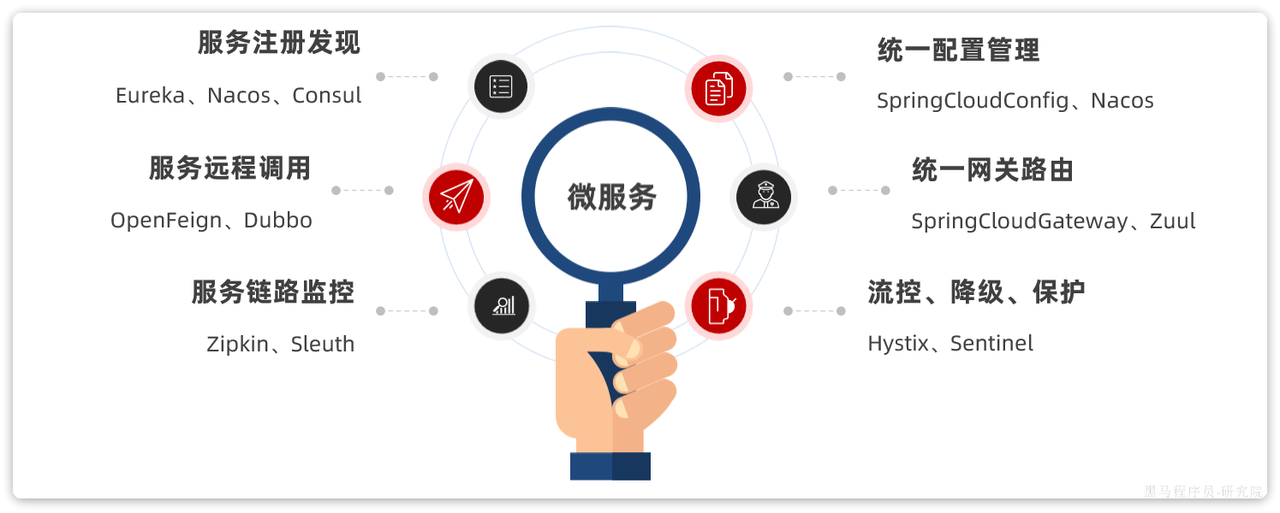 服务注册发现
Eureka、Nacos、Consul
服务远程调用
OpenFeign、Dubbo
服务链路监控
Zipkin、Sleuth
微服务
统一配置管理
SpringCloudConfig、Nacos
统一网关路由
SpringCloudGateway、Zuul
流控、降级、保护
Hystix、Sentinel
黑马程序员-研究院